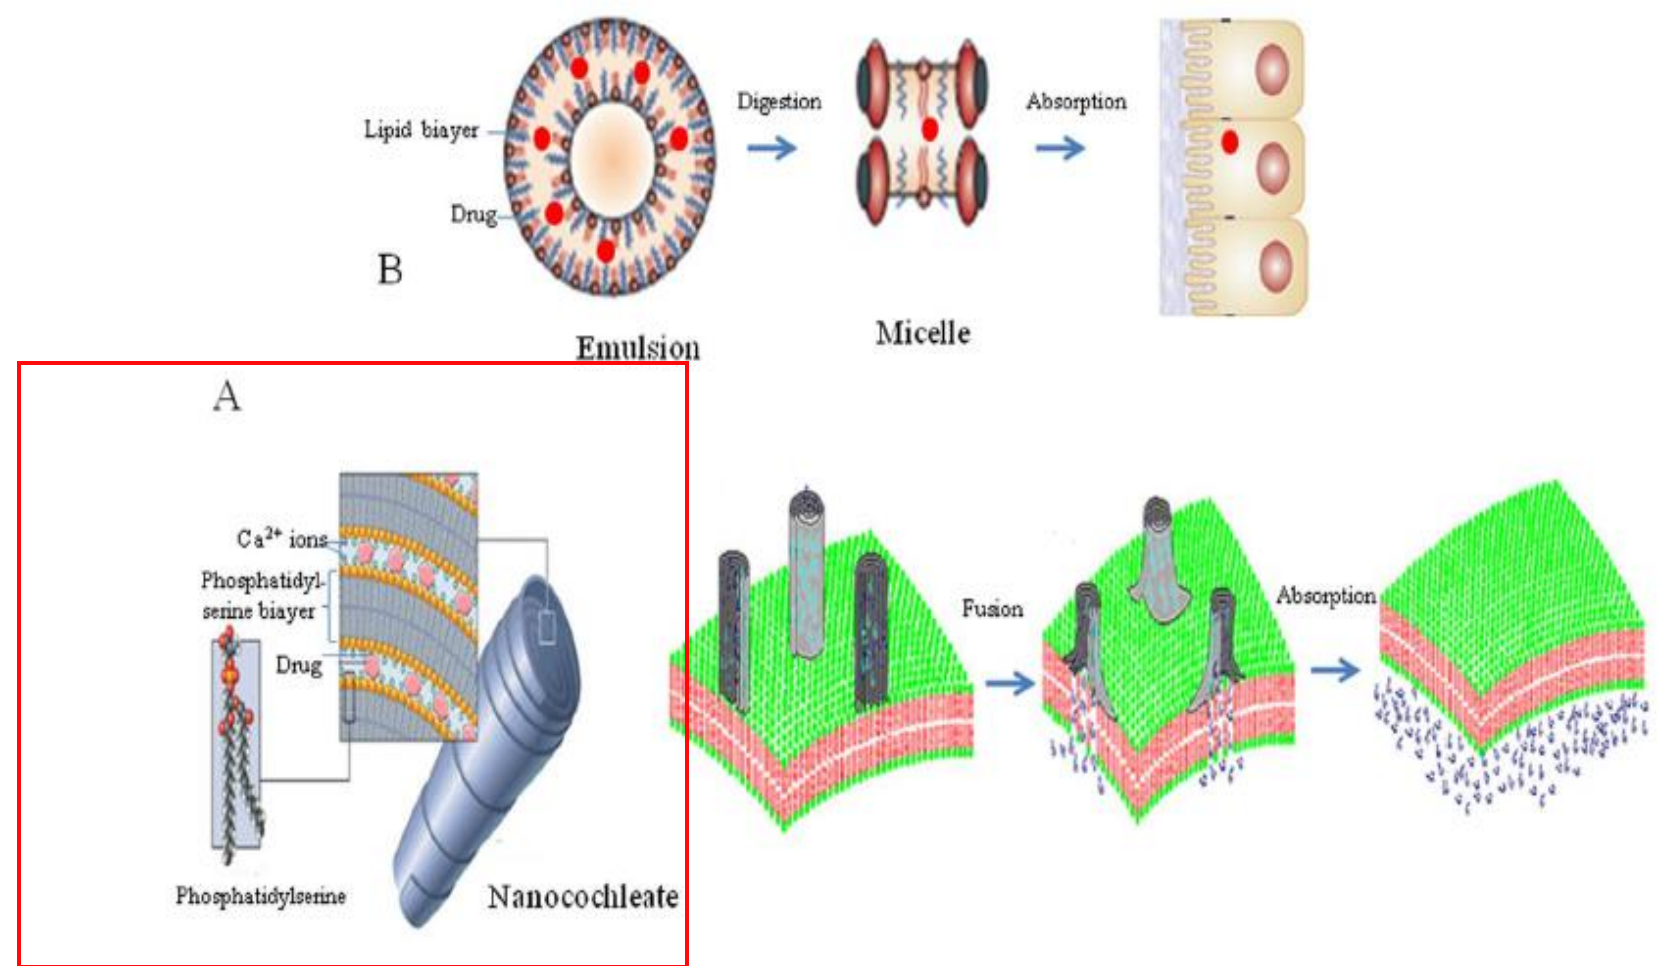 Digestion
Absorption
Lipid biayer
Drug
B
Micelle
Emulsion
A
Ca²⁺ ions
Phosphatidyl-
serine biayer
Drug
Fusion
Absorption
Phosphatidylserine
Nanocochleate